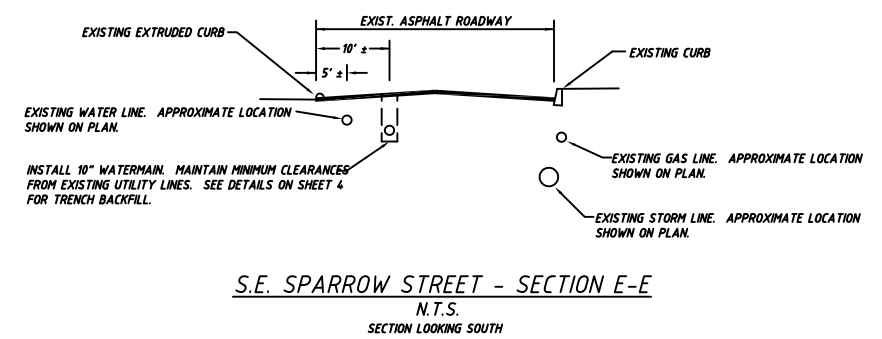 EXIST. ASPHALT ROADWAY
EXISTING EXTRUDED CURB
10' ±
EXISTING CURB
5' ±
EXISTING WATER LINE. APPROXIMATE LOCATION
SHOWN ON PLAN.
INSTALL 10" WATERMAIN. MAINTAIN MINIMUM CLEARANCES
FROM EXISTING UTILITY LINES. SEE DETAILS ON SHEET 4
FOR TRENCH BACKFILL.
EXISTING GAS LINE. APPROXIMATE LOCATION
SHOWN ON PLAN.
EXISTING STORM LINE. APPROXIMATE LOCATION
SHOWN ON PLAN.
S.E. SPARROW STREET - SECTION E-E
N.T.S.
SECTION LOOKING SOUTH